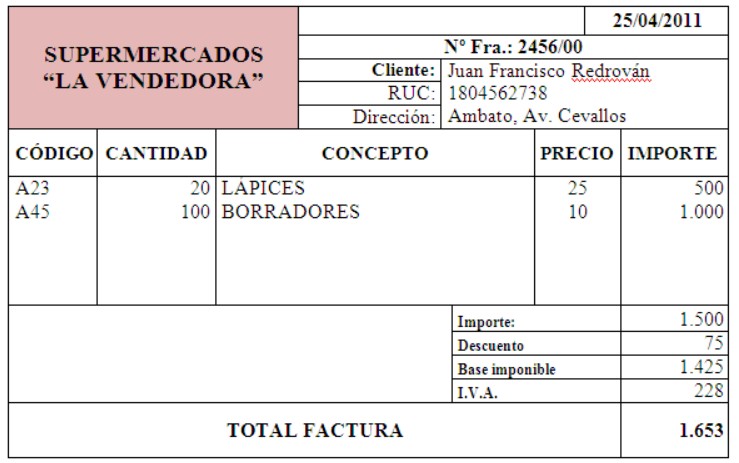 25/04/2011
SUPERMERCADOS
“LA VENDEDORA”
Nº Fra.: 2456/00
Cliente: Juan Francisco Redrován
RUC: 1804562738
Dirección: Ambato, Av. Cevallos
CÓDIGO CANTIDAD CONCEPTO PRECIO IMPORTE
A23 20 LÁPICES 25 500
A45 100 BORRADORES 10 1.000
Importe: 1.500
Descuento 75
Base imponible 1.425
I.V.A. 228
TOTAL FACTURA 1.653